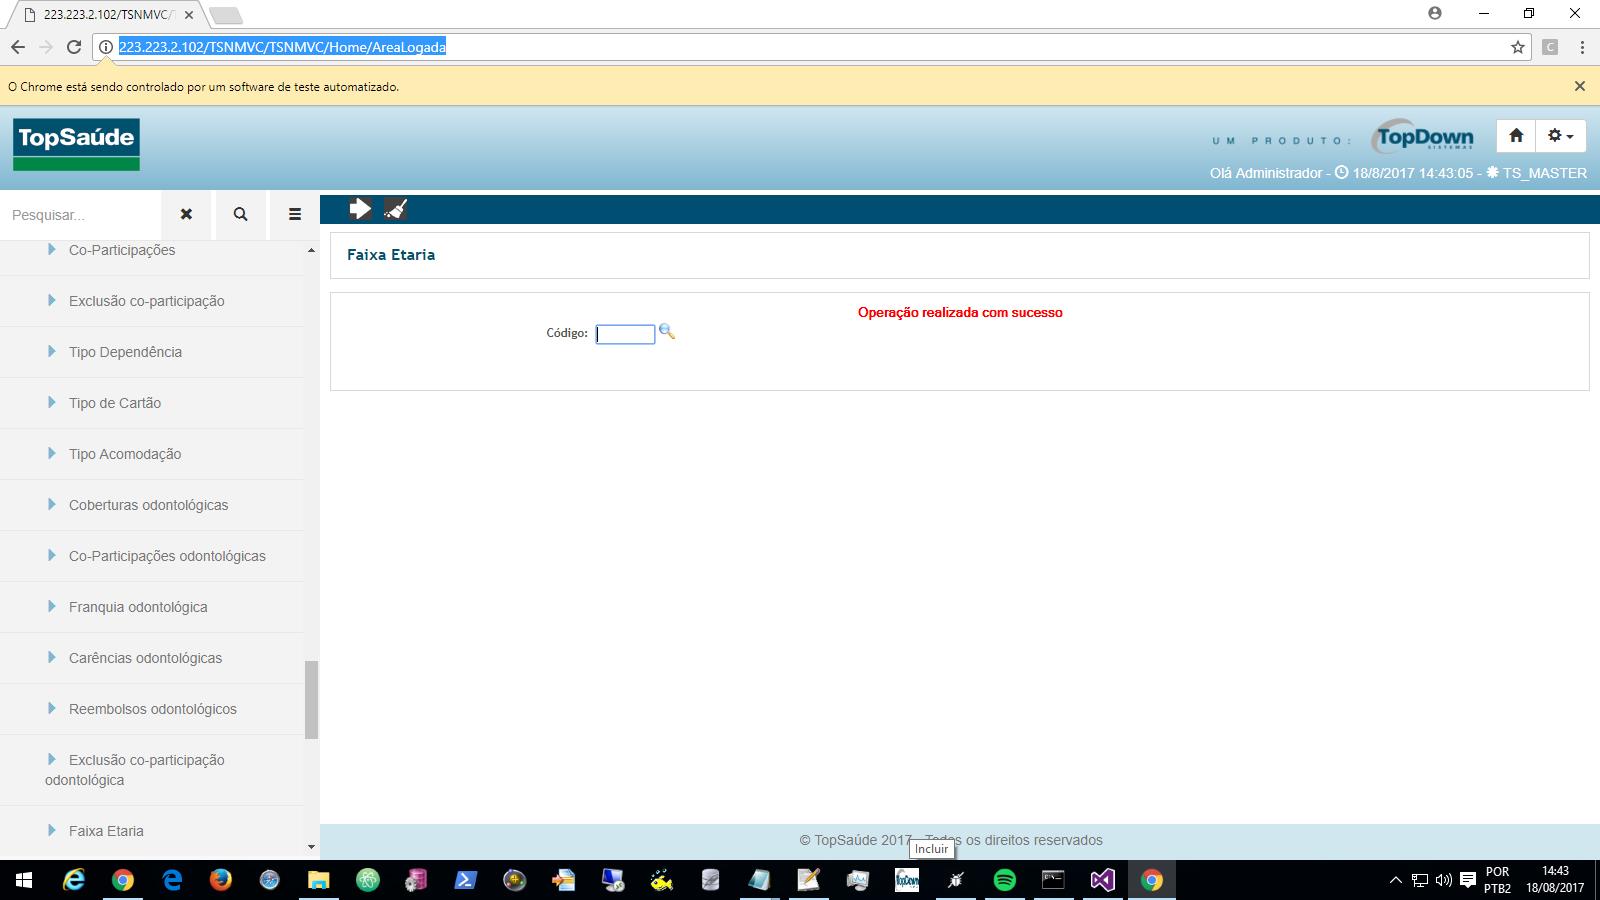 223.223.2.102/TSNMVC/
223.223.2.102/TSNMVC/TSNMVC/Home/AreaLogada
C
O Chrome está sendo controlado por um software de teste automatizado.
TopSaúde
UM PRODUTO:
TopDown
SISTEMAS
Olá Administrador - 18/8/2017 14:43:05 - TS_MASTER
Pesquisar...
Co-Participações
Exclusão co-participação
Tipo Dependência
Tipo de Cartão
Tipo Acomodação
Coberturas odontológicas
Co-Participações odontológicas
Franquia odontológica
Carências odontológicas
Reembolsos odontológicos
Exclusão co-participação
odontológica
Faixa Etaria
Faixa Etaria
Operação realizada com sucesso
Código:
© TopSaúde 2017 - Todos os direitos reservados
Incluir
TopDown
POR
PTB2
14:43
18/08/2017